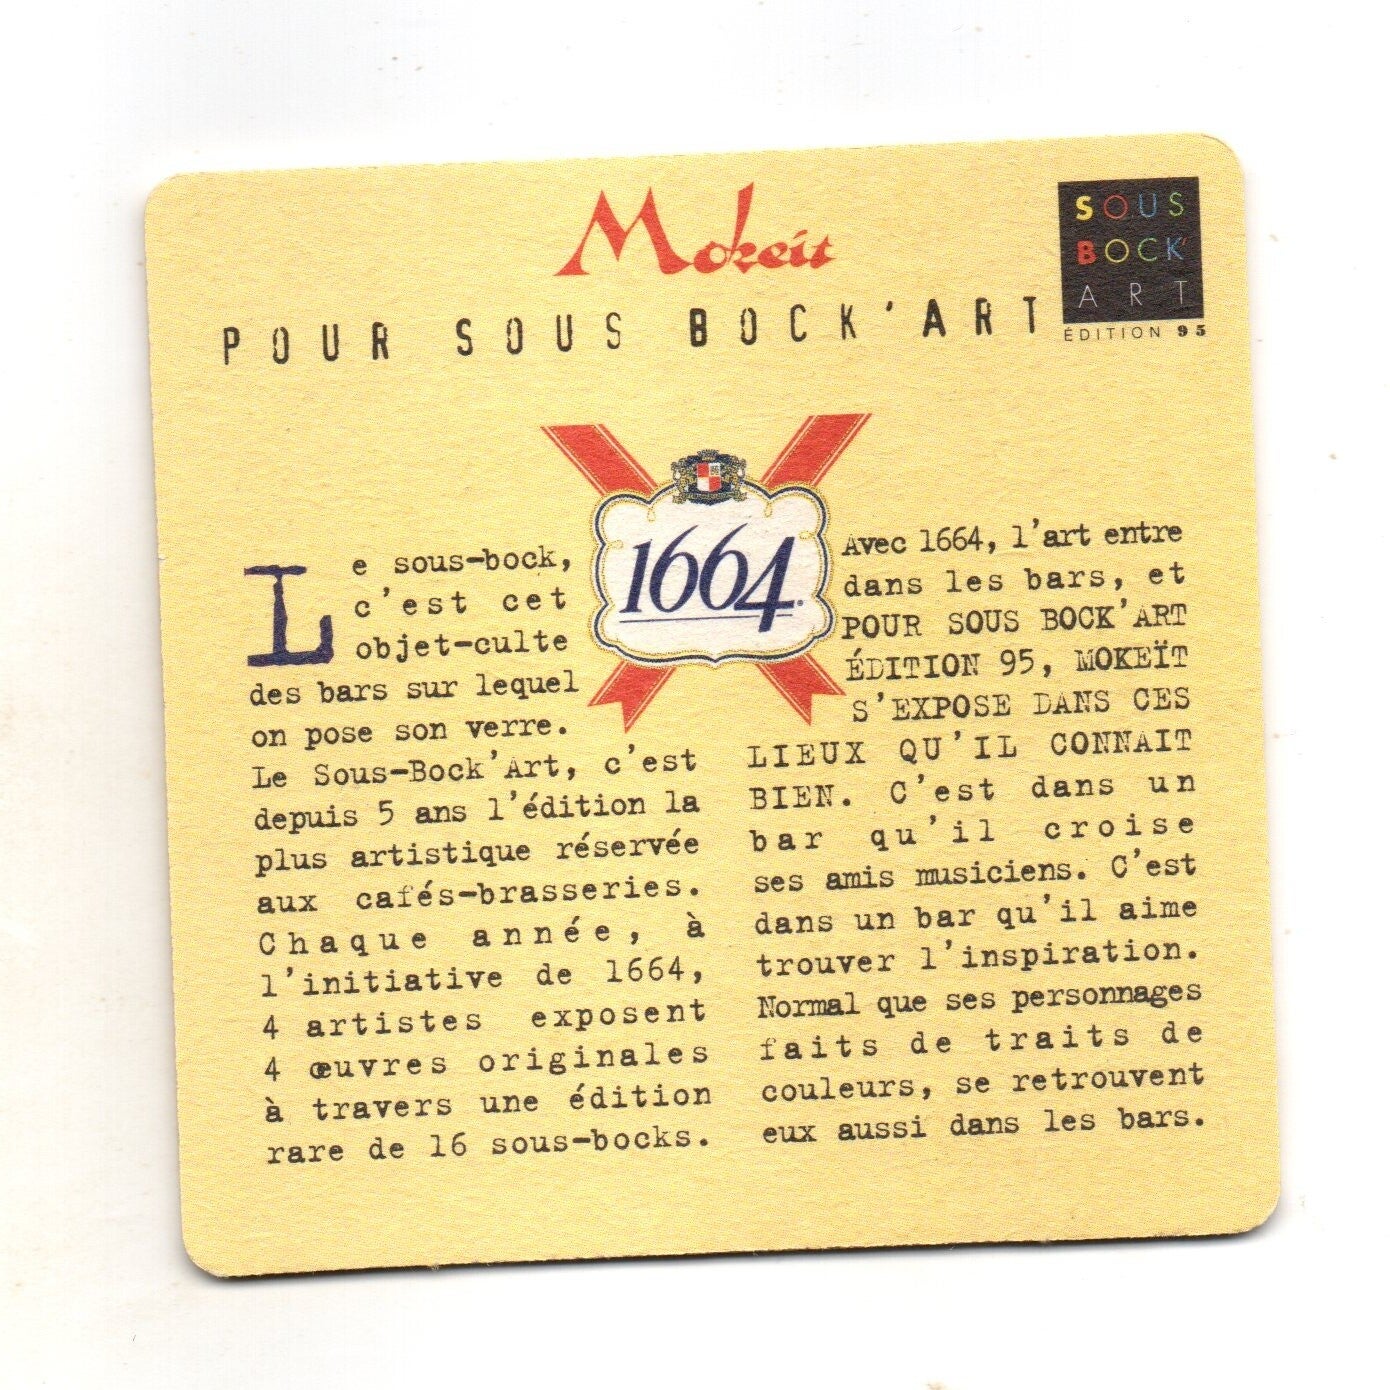 Mokeït
POUR SOUS BOCK'ART
SOUS
BOCK'
ART
ÉDITION 95
1664
Le sous-bock,
c'est cet
objet-culte
des bars sur lequel
on pose son verre.
Le Sous-Bock'Art, c'est
depuis 5 ans l'édition la
plus artistique réservée
aux cafés-brasseries.
Chaque année, à
l'initiative de 1664,
4 artistes exposent
4 œuvres originales
à travers une édition
rare de 16 sous-bocks.
Avec 1664, l'art entre
dans les bars, et
POUR SOUS BOCK'ART
ÉDITION 95, MOKEÏT
S'EXPOSE DANS CES
LIEUX QU'IL CONNAIT
BIEN. C'est dans un
bar qu'il croise
ses amis musiciens. C'est
dans un bar qu'il aime
trouver l'inspiration.
Normal que ses personnages
faits de traits de
couleurs, se retrouvent
eux aussi dans les bars.